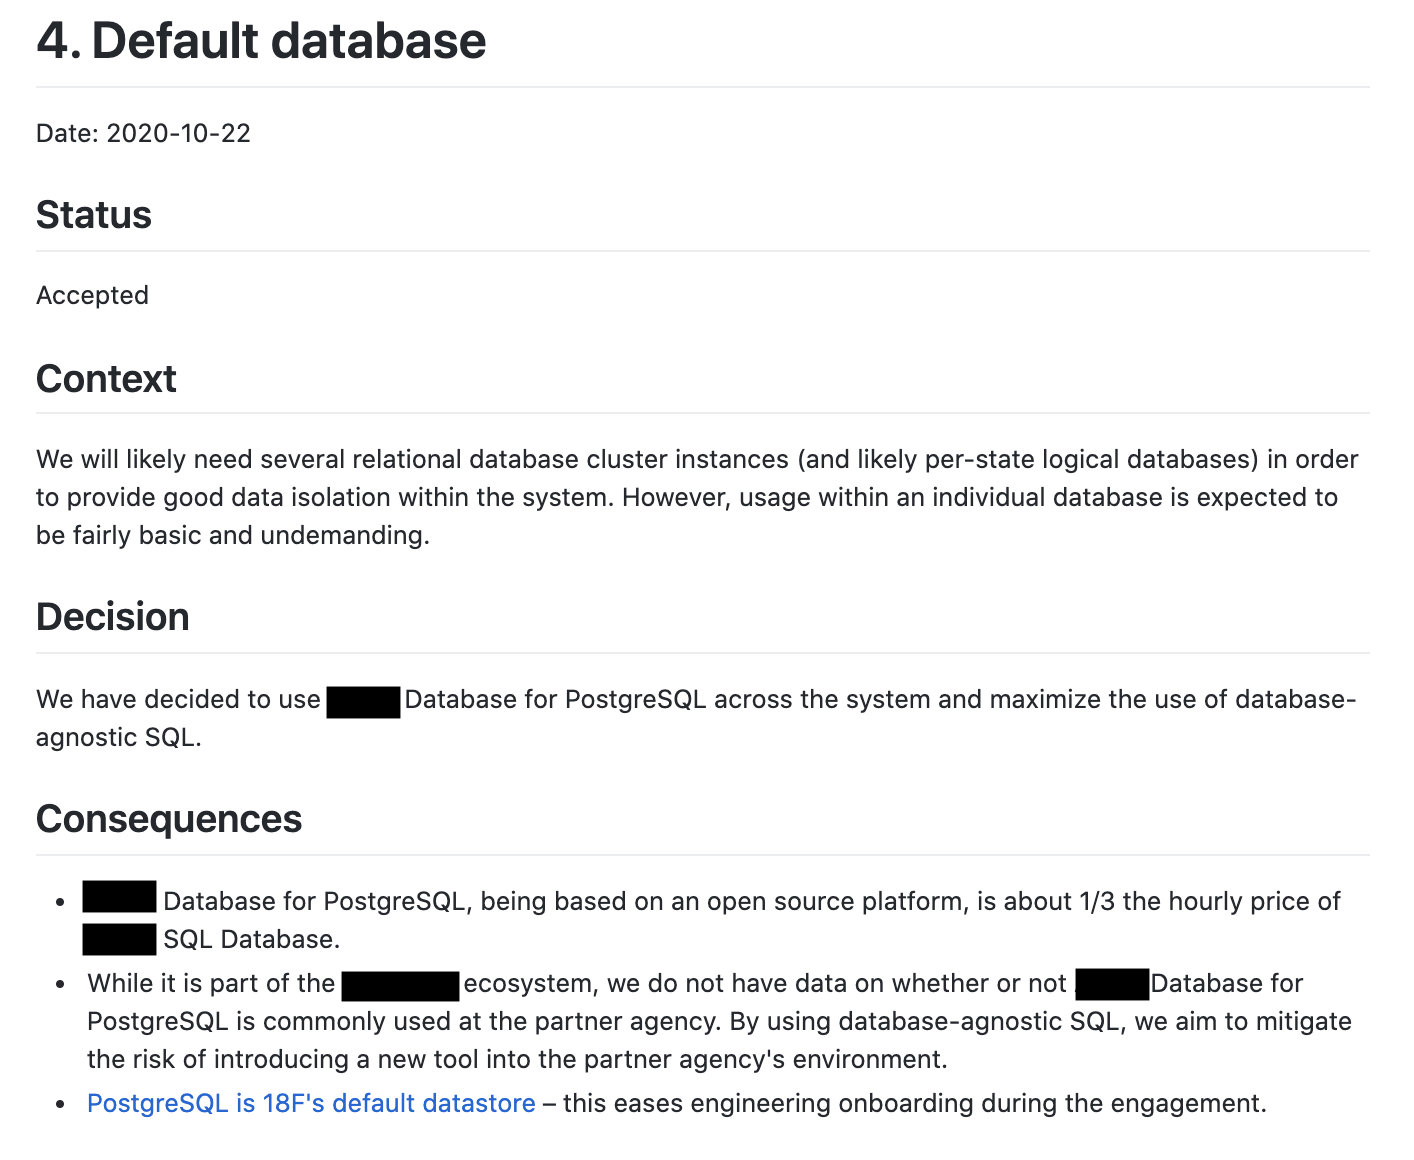 4. Default database
Date: 2020-10-22
Status
Accepted
Context
We will likely need several relational database cluster instances (and likely per-state logical databases) in order
to provide good data isolation within the system. However, usage within an individual database is expected to
be fairly basic and undemanding.
Decision
We have decided to use Database for PostgreSQL across the system and maximize the use of database-
agnostic SQL.
Consequences
• Database for PostgreSQL, being based on an open source platform, is about 1/3 the hourly price of
SQL Database.
• While it is part of the ecosystem, we do not have data on whether or not Database for
PostgreSQL is commonly used at the partner agency. By using database-agnostic SQL, we aim to mitigate
the risk of introducing a new tool into the partner agency's environment.
• PostgreSQL is 18F's default datastore – this eases engineering onboarding during the engagement.